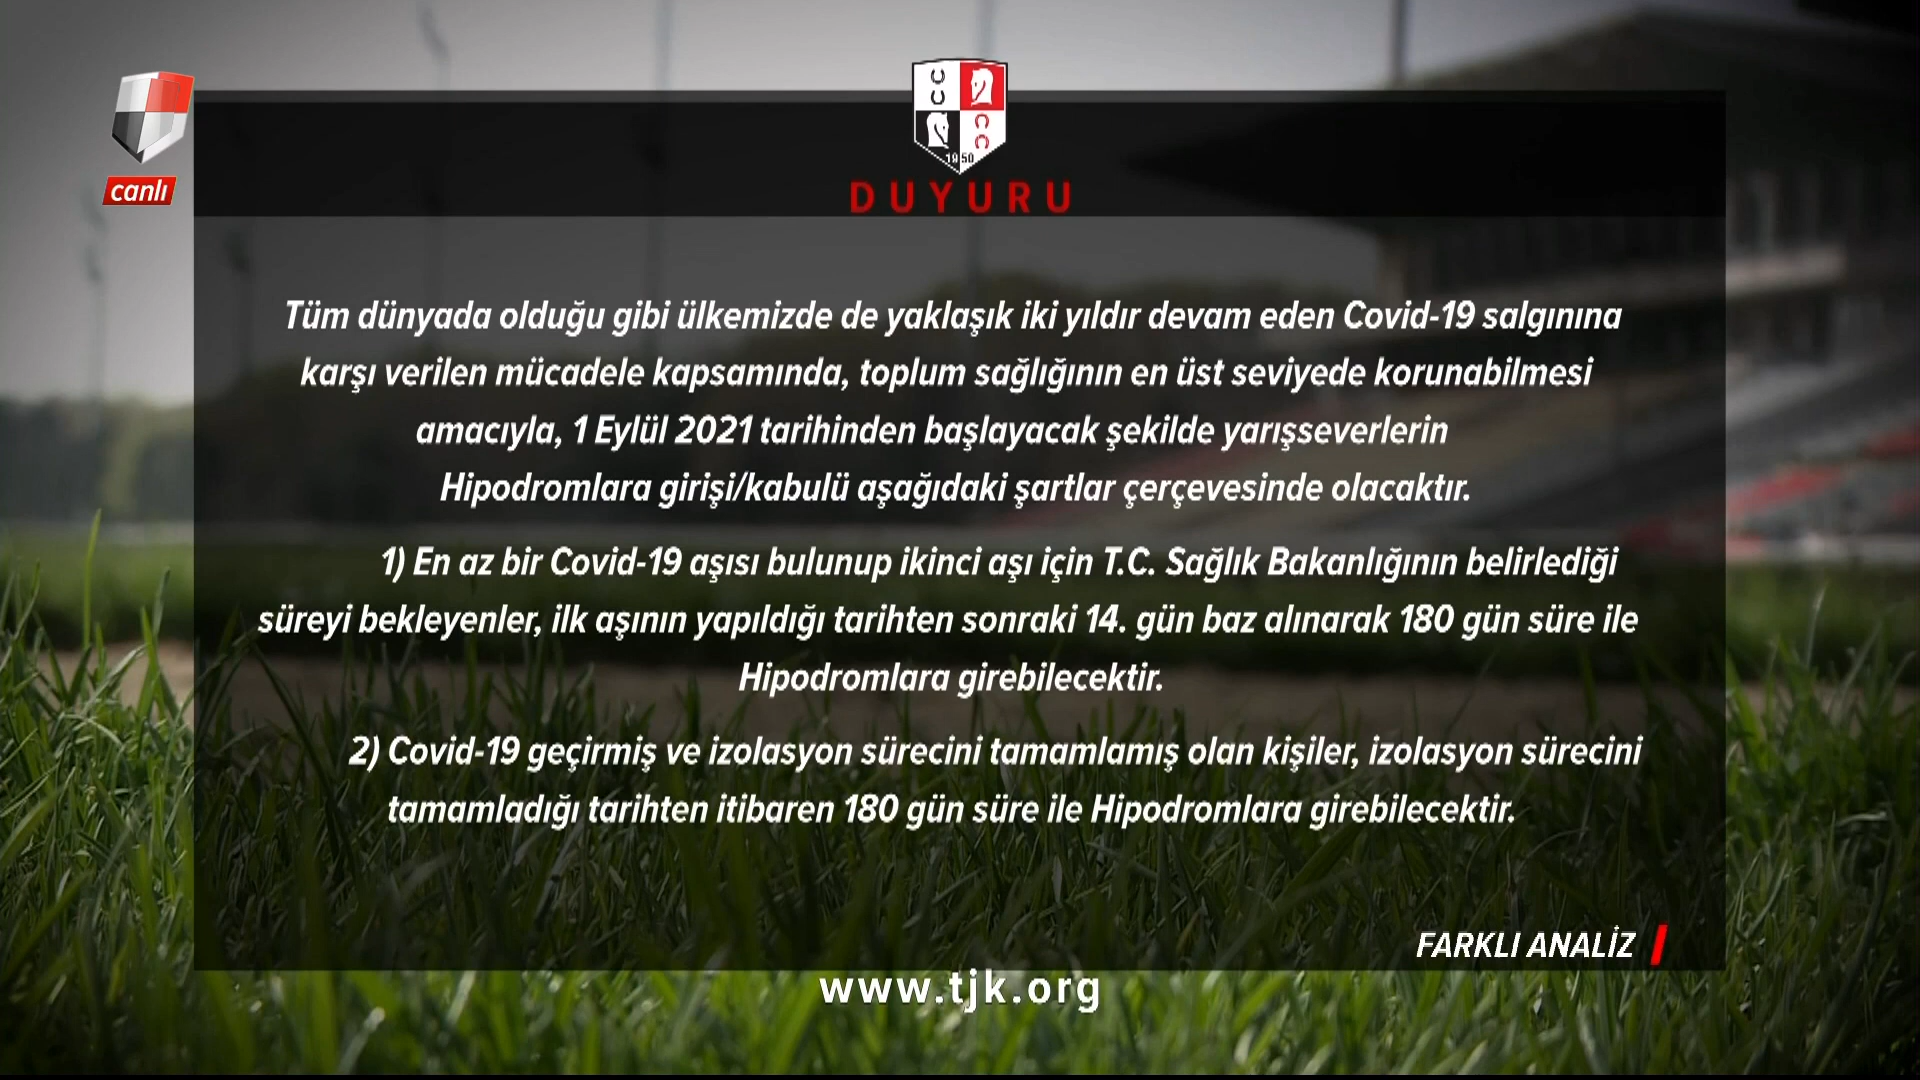 1950
canlı
DUYURU
Tüm dünyada olduğu gibi ülkemizde de yaklaşık iki yıldır devam eden Covid-19 salgınına
karşı verilen mücadele kapsamında, toplum sağlığının en üst seviyede korunabilmesi
amacıyla, 1 Eylül 2021 tarihinden başlayacak şekilde yarışseverlerin
Hipodromlara girişi/kabulü aşağıdaki şartlar çerçevesinde olacaktır.
1) En az bir Covid-19 aşısı bulunup ikinci aşı için T.C. Sağlık Bakanlığının belirlediği
süreyi bekleyenler, ilk aşının yapıldığı tarihten sonraki 14. gün baz alınarak 180 gün süre ile
Hipodromlara girebilecektir.
2) Covid-19 geçirmiş ve izolasyon sürecini tamamlamış olan kişiler, izolasyon sürecini
tamamladığı tarihten itibaren 180 gün süre ile Hipodromlara girebilecektir.
FARKLI ANALİZ
www.tjk.org